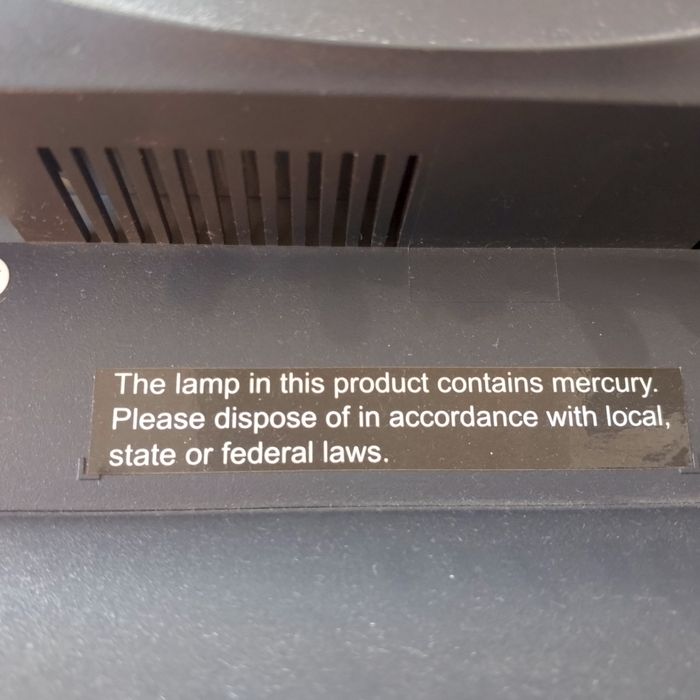 The lamp in this product contains mercury.
Please dispose of in accordance with local,
state or federal laws.